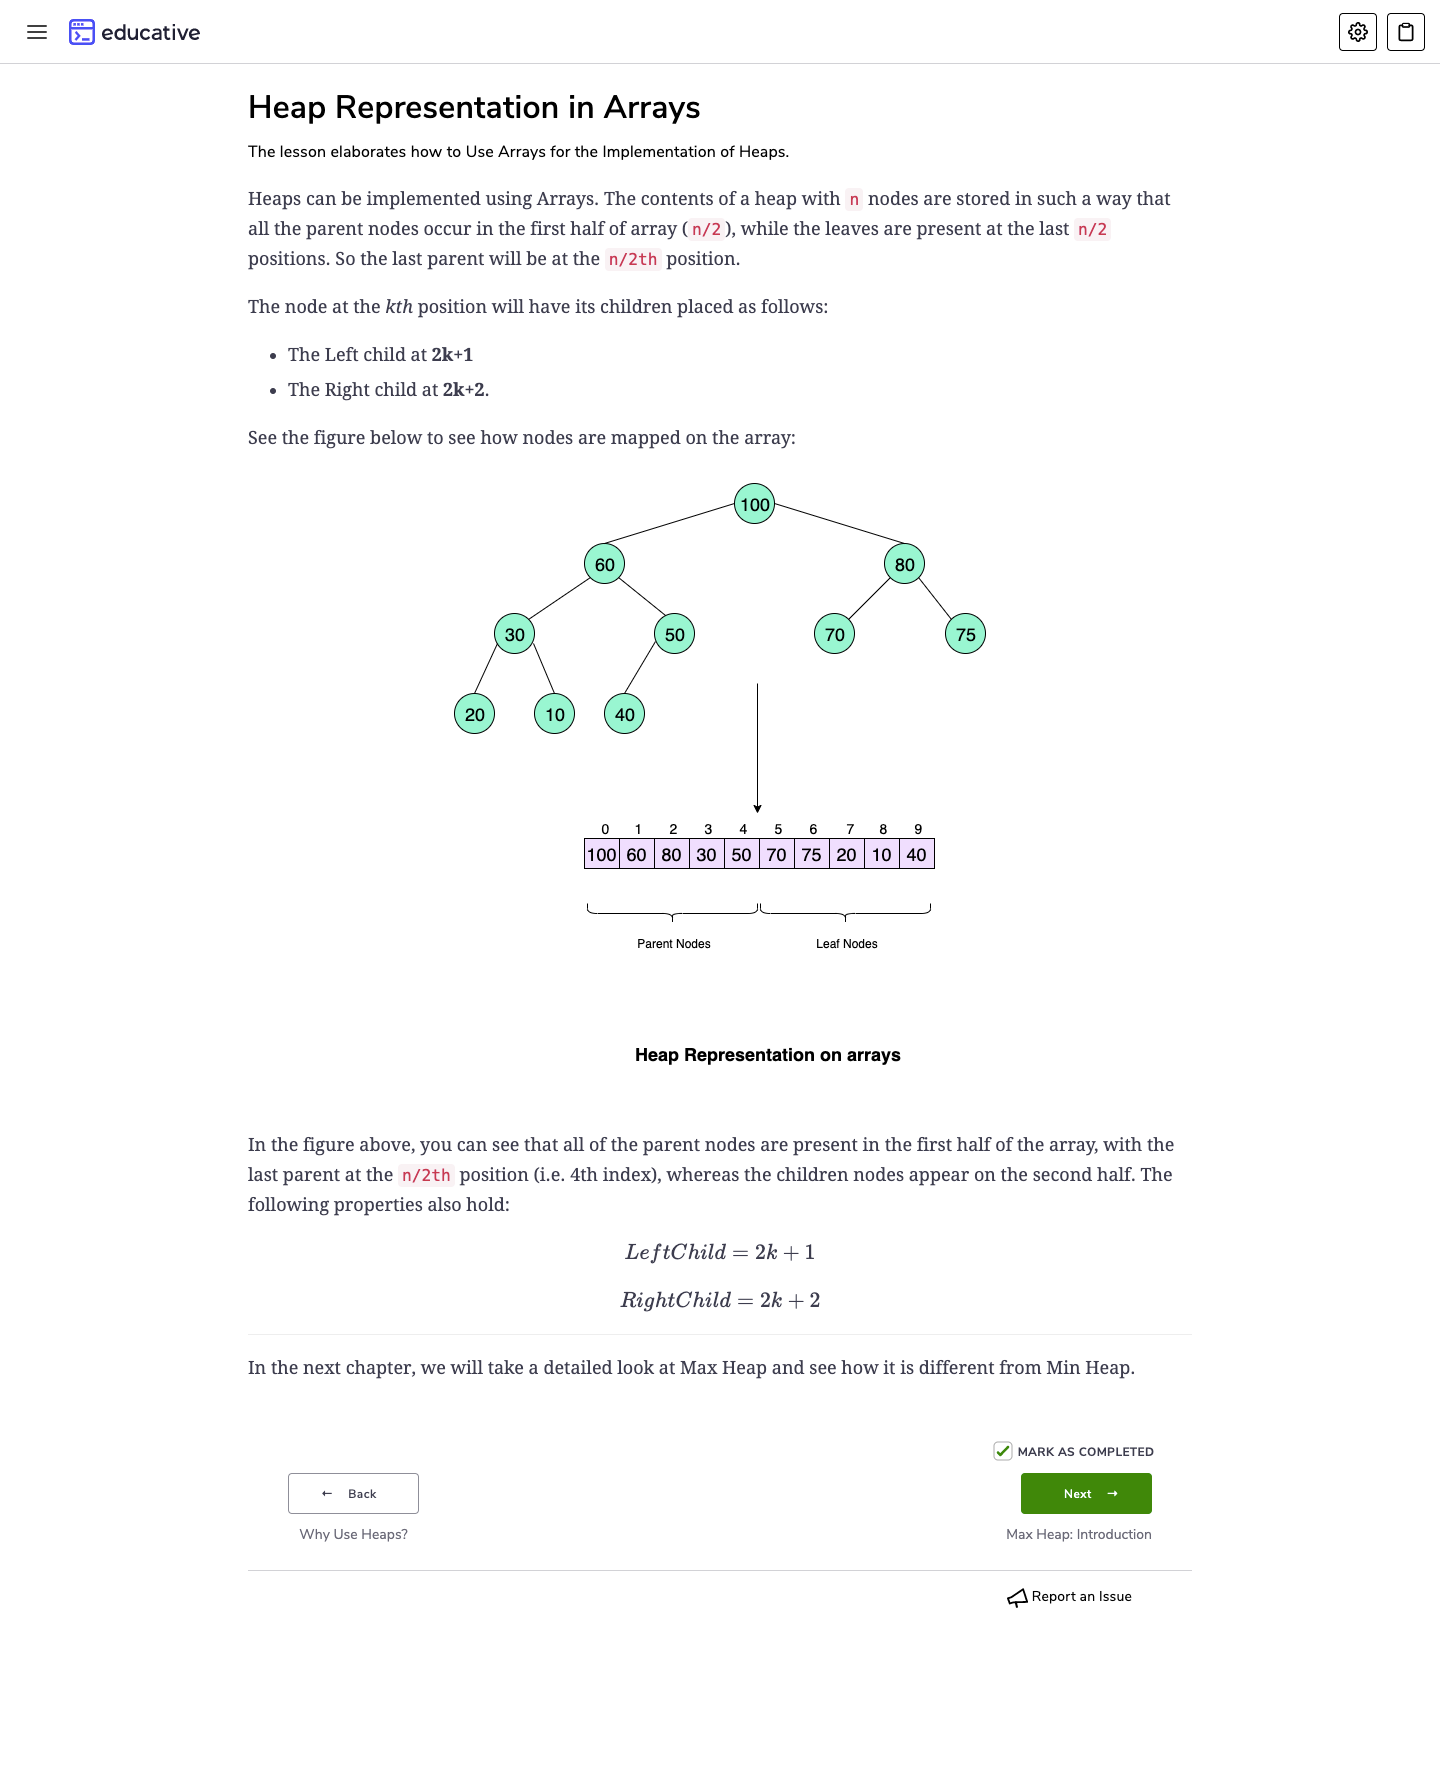 educative
Heap Representation in Arrays
The lesson elaborates how to Use Arrays for the Implementation of Heaps.
Heaps can be implemented using Arrays. The contents of a heap with n nodes are stored in such a way that
all the parent nodes occur in the first half of array (n/2), while the leaves are present at the last n/2
positions. So the last parent will be at the n/2th position.
The node at the kth position will have its children placed as follows:
• The Left child at 2k+1
• The Right child at 2k+2.
See the figure below to see how nodes are mapped on the array:
100
60 80
30 50 70 75
20 10 40
0 1 2 3 4 5 6 7 8 9
100 60 80 30 50 70 75 20 10 40
Parent Nodes Leaf Nodes
Heap Representation on arrays
In the figure above, you can see that all of the parent nodes are present in the first half of the array, with the
last parent at the n/2th position (i.e. 4th index), whereas the children nodes appear on the second half. The
following properties also hold:
LeftChild = 2k + 1
RightChild = 2k + 2
In the next chapter, we will take a detailed look at Max Heap and see how it is different from Min Heap.
MARK AS COMPLETED
← Back Next →
Why Use Heaps? Max Heap: Introduction
Report an Issue